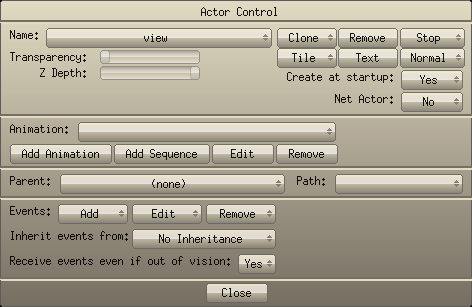 Actor Control
Name: view Clone Remove Stop
Transparency: Tile Text Normal
Z Depth: Create at startup: Yes
Net Actor: No
Animation:
Add Animation Add Sequence Edit Remove
Parent: (none) Path:
Events: Add Edit Remove
Inherit events from: No Inheritance
Receive events even if out of vision: Yes
Close